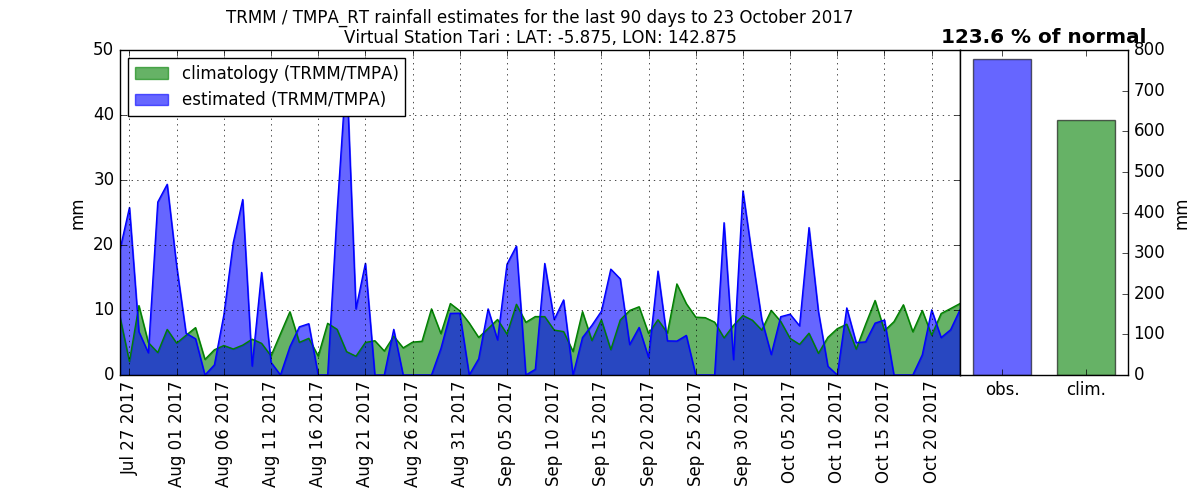 TRMM / TMPA_RT rainfall estimates for the last 90 days to 23 October 2017
Virtual Station Tari : LAT: -5.875, LON: 142.875
123.6 % of normal
climatology (TRMM/TMPA)
estimated (TRMM/TMPA)
50
40
30
20
10
0
mm
Jul 27 2017
Aug 01 2017
Aug 06 2017
Aug 11 2017
Aug 16 2017
Aug 21 2017
Aug 26 2017
Aug 31 2017
Sep 05 2017
Sep 10 2017
Sep 15 2017
Sep 20 2017
Sep 25 2017
Sep 30 2017
Oct 05 2017
Oct 10 2017
Oct 15 2017
Oct 20 2017
obs.
clim.
800
700
600
500
400
300
200
100
0
mm